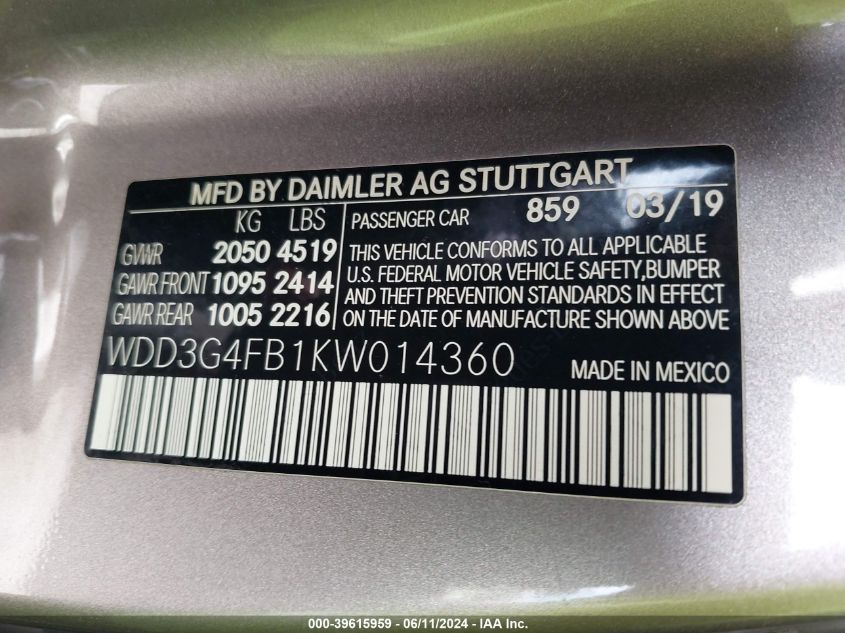 MFD BY DAIMLER AG STUTTGART
KG LBS
GVWR 2050 4519
GAWR FRONT 1095 2414
GAWR REAR 1005 2216
PASSENGER CAR 859 03/19
THIS VEHICLE CONFORMS TO ALL APPLICABLE
U.S. FEDERAL MOTOR VEHICLE SAFETY,BUMPER
AND THEFT PREVENTION STANDARDS IN EFFECT
ON THE DATE OF MANUFACTURE SHOWN ABOVE
WDD3G4FB1KW014360
MADE IN MEXICO
000-39615959 - 06/11/2024 - IAA Inc.